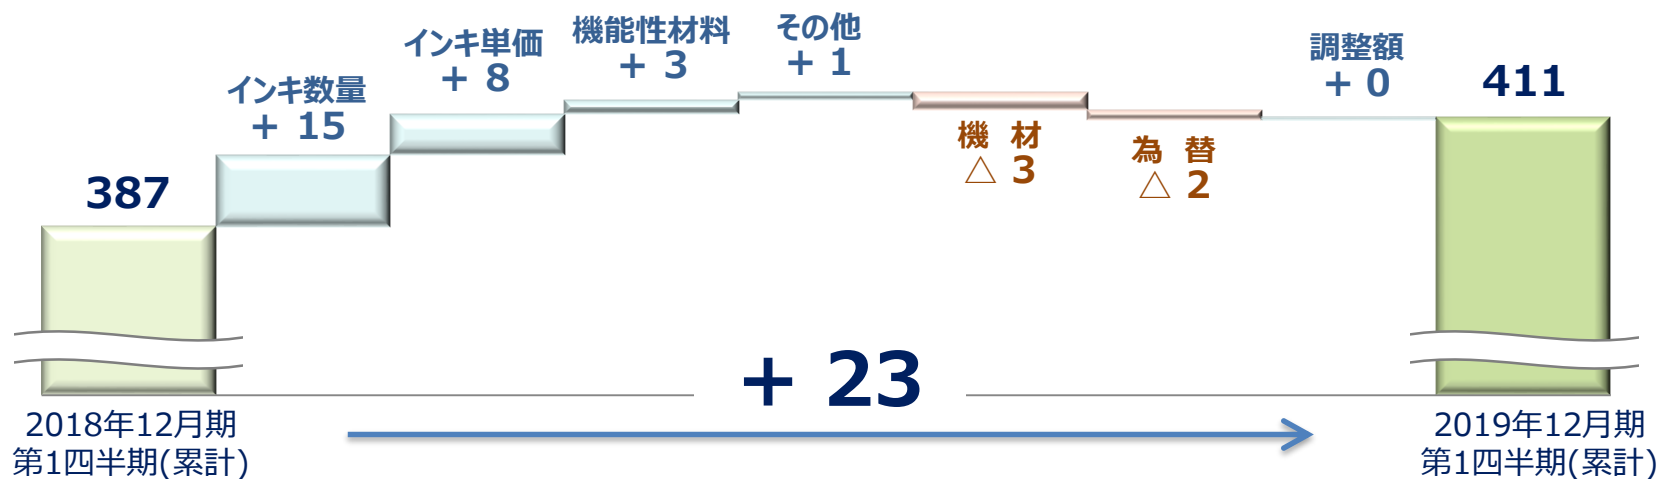 387
インキ数量
+ 15
インキ単価
+ 8
機能性材料
+ 3
その他
+ 1
機 材
△ 3
為 替
△ 2
調整額
+ 0
411
+ 23
2018年12月期
第1四半期(累計)
2019年12月期
第1四半期(累計)